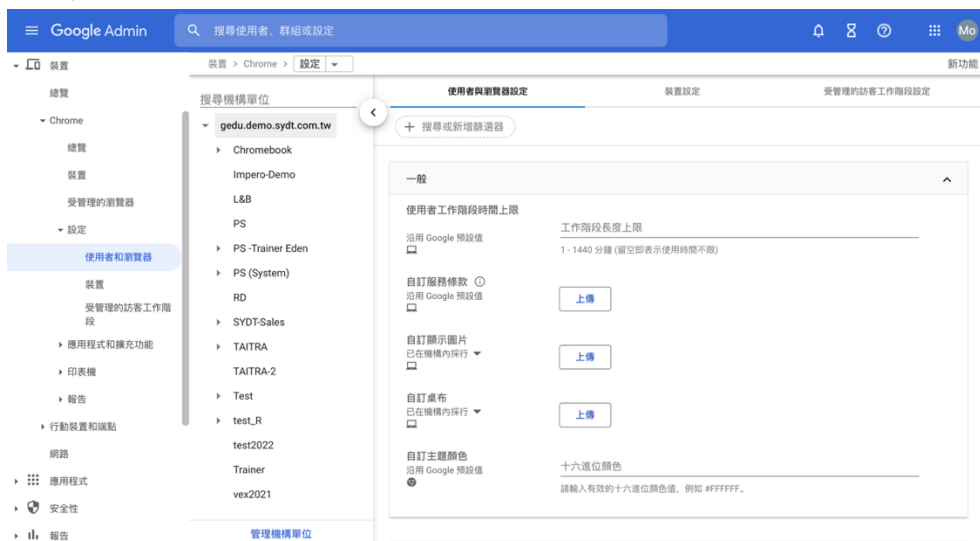 Google Admin
搜尋使用者、群組或設定
Mo
裝置
總覽
Chrome
總覽
裝置
受管理的瀏覽器
設定
使用者和瀏覽器
裝置
受管理的訪客工作階
段
應用程式和擴充功能
印表機
報告
行動裝置和端點
網路
應用程式
安全性
報告
裝置 > Chrome > 設定
新功能
搜尋機構單位
gedu.demo.sydt.com.tw
Chromebook
Impero-Demo
L&B
PS
PS -Trainer Eden
PS (System)
RD
SYDT-Sales
TAITRA
TAITRA-2
Test
test_R
test2022
Trainer
vex2021
管理機構單位
使用者與瀏覽器設定
裝置設定
受管理的訪客工作階段設定
搜尋或新增篩選器
一般
使用者工作階段時間上限
沿用 Google 預設值
工作階段長度上限
1 - 1440 分鐘 (留空即表示使用時間不限)
自訂服務條款
沿用 Google 預設值
上傳
自訂顯示圖片
已在機構內採行
上傳
自訂桌布
已在機構內採行
上傳
自訂主題顏色
沿用 Google 預設值
十六進位顏色
請輸入有效的十六進位顏色值，例如 #FFFFFF。